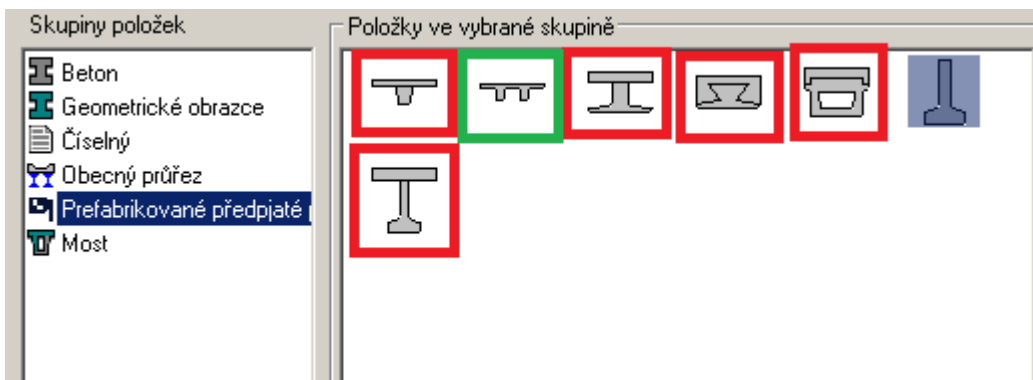 Skupiny položek
Položky ve vybrané skupině
Beton
Geometrické obrazce
Číselný
Obecný průřez
Prefabrikované předpjaté
Most